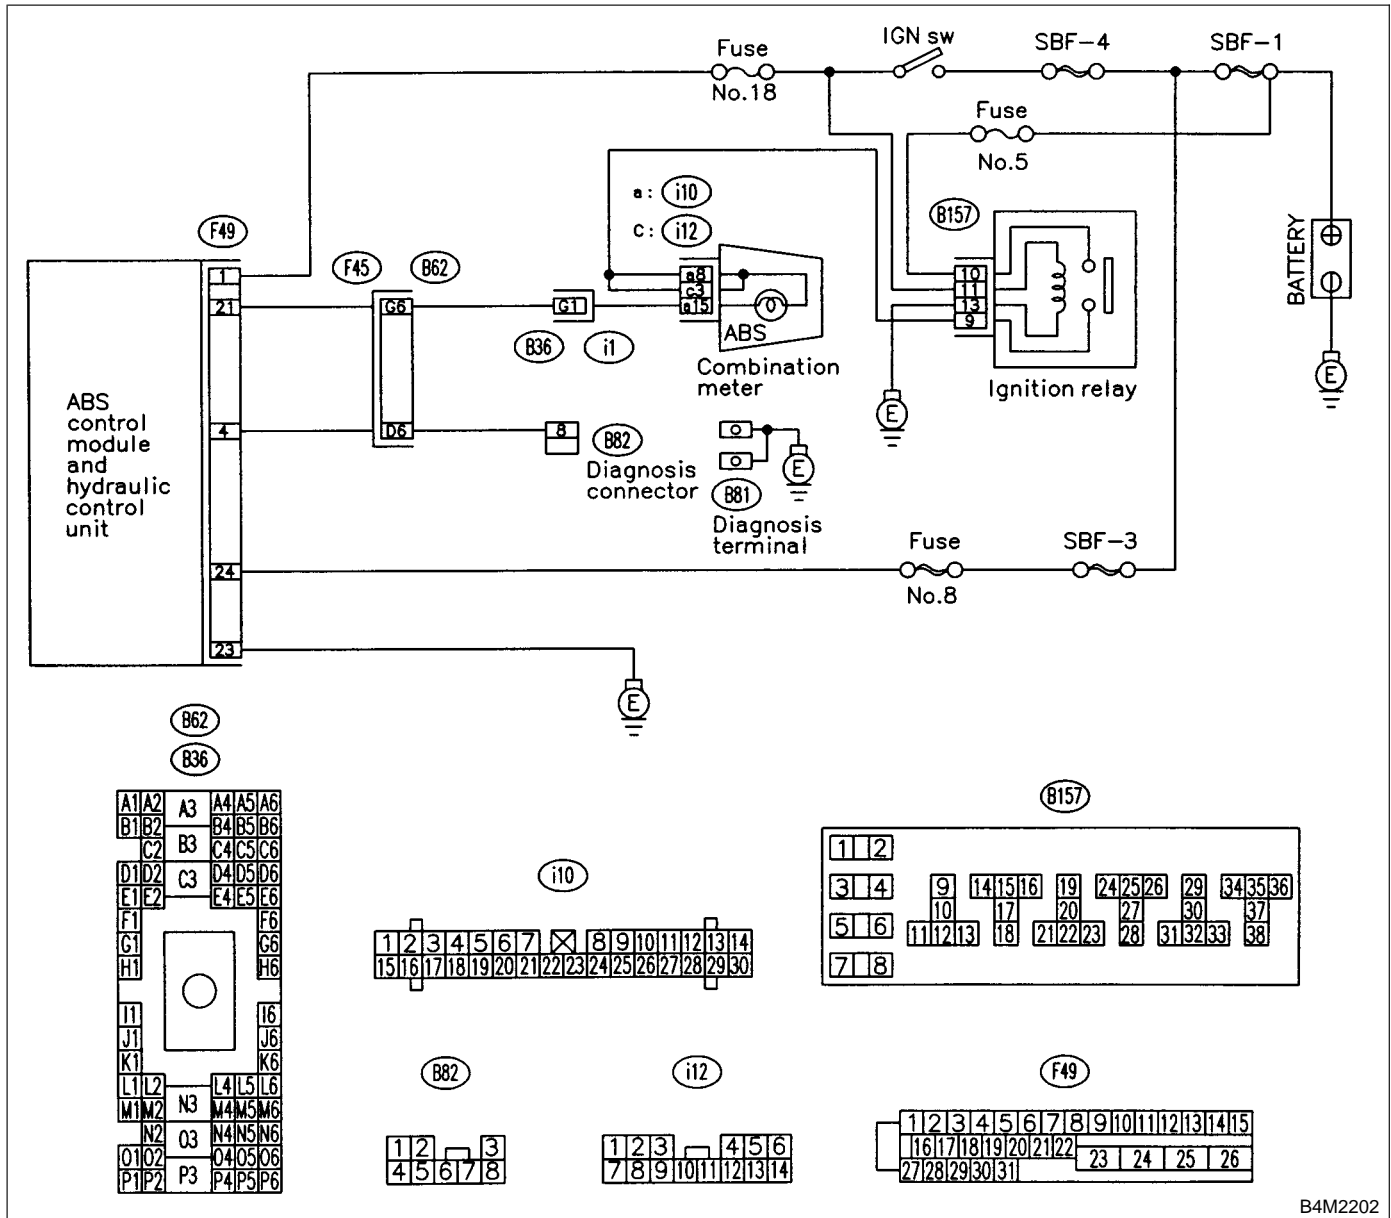 Fuse
No.18
IGN sw
SBF-4
SBF-1
Fuse
No.5
a: i10
c: i12
B157
F49
F45
B62
1
21
G6
G1
a8
c3
a15
ABS
B36
i1
Combination
meter
10
11
13
9
Ignition relay
BATTERY
E
E
ABS
control
module
and
hydraulic
control
unit
4
D6
8
B82
Diagnosis
connector
E
B81
Diagnosis
terminal
24
Fuse
No.8
SBF-3
23
E
B62
B36
A1 A2 A3 A4 A5 A6
B1 B2 B3 B4 B5 B6
C2 C4 C5 C6
D1 D2 C3 D4 D5 D6
E1 E2 E4 E5 E6
F1 F6
G1 G6
H1 H6
I1 I6
J1 J6
K1 K6
L1 L2 L4 L5 L6
M1 M2 N3 M4 M5 M6
N2 O3 N4 N5 N6
O1 O2 O4 O5 O6
P1 P2 P3 P4 P5 P6
i10
1 2 3 4 5 6 7 8 9 10 11 12 13 14
15 16 17 18 19 20 21 22 23 24 25 26 27 28 29 30
B157
1 2
3 4 9 14 15 16 19 24 25 26 29 34 35 36
10 17 20 27 30 37
5 6 11 12 13 18 21 22 23 28 31 32 33 38
7 8
B82
1 2 3
4 5 6 7 8
i12
1 2 3 4 5 6
7 8 9 10 11 12 13 14
F49
1 2 3 4 5 6 7 8 9 10 11 12 13 14 15
16 17 18 19 20 21 22 23 24 25 26
27 28 29 30 31
B4M2202